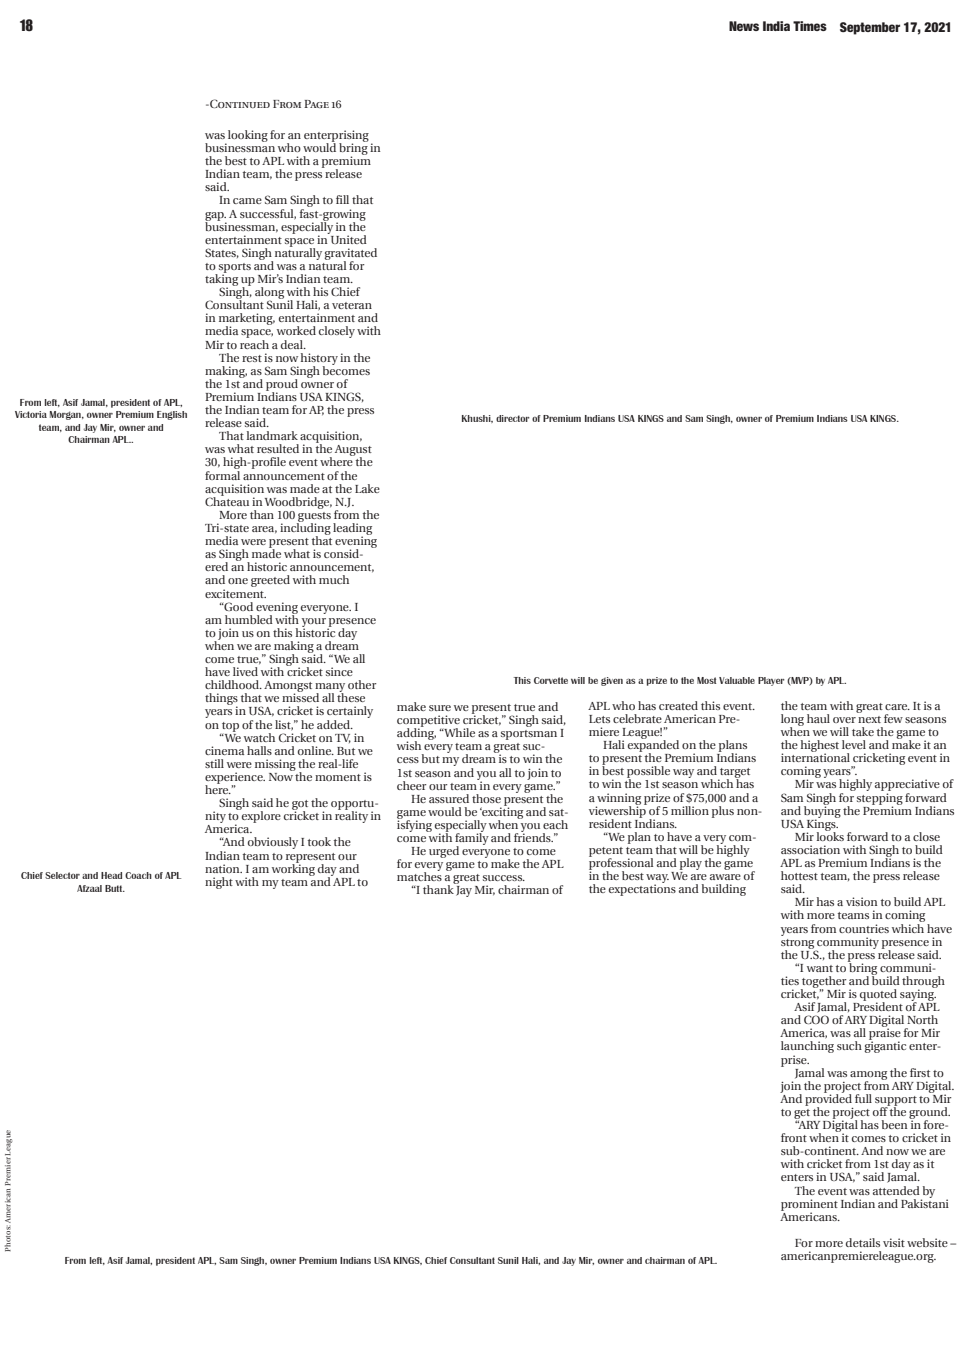 18
News India Times September 17, 2021
-Continued From Page 16
was looking for an enterprising
businessman who would bring in
the best to APL with a premium
Indian team, the press release
said.
In came Sam Singh to fill that
gap. A successful, fast-growing
businessman, especially in the
entertainment space in United
States, Singh naturally gravitated
to sports and was a natural for
taking up Mir's Indian team.
Singh, along with his Chief
Consultant Sunil Hali, a veteran
in marketing, entertainment and
media space, worked closely with
Mir to reach a deal.
The rest is now history in the
making, as Sam Singh becomes
the 1st and proud owner of
Premium Indians USA KINGS,
the Indian team for AP, the press
release said.
That landmark acquisition,
was what resulted in the August
30, high-profile event where the
formal announcement of the
acquisition was made at the Lake
Chateau in Woodbridge, N.J.
More than 100 guests from the
Tri-state area, including leading
media were present that evening
as Singh made what is consid-
ered an historic announcement,
and one greeted with much
excitement.
“Good evening everyone. I
am humbled with your presence
to join us on this historic day
when we are making a dream
come true,” Singh said. “We all
have lived with cricket since
childhood. Amongst many other
things that we missed all these
years in USA, cricket is certainly
on top of the list,” he added.
“We watch Cricket on TV, in
cinema halls and online. But we
still were missing the real-life
experience. Now the moment is
here.”
Singh said he got the opportu-
nity to explore cricket in reality in
America.
“And obviously I took the
Indian team to represent our
nation. I am working day and
night with my team and APL to
make sure we present true and
competitive cricket,” Singh said,
adding, “While as a sportsman I
wish every team a great suc-
cess but my dream is to win the
1st season and you all to join to
cheer our team in every game.”
He assured those present the
game would be ‘exciting and sat-
isfying especially when you each
come with family and friends.”
He urged everyone to come
for every game to make the APL
matches a great success.
“I thank Jay Mir, chairman of
APL who has created this event.
Lets celebrate American Pre-
miere League!”
Hali expanded on the plans
to present the Premium Indians
in best possible way and target
to win the 1st season which has
a winning prize of $75,000 and a
viewership of 5 million plus non-
resident Indians.
“We plan to have a very com-
petent team that will be highly
professional and play the game
in the best way. We are aware of
the expectations and building
the team with great care. It is a
long haul over next few seasons
when we will take the game to
the highest level and make it an
international cricketing event in
coming years”.
Mir was highly appreciative of
Sam Singh for stepping forward
and buying the Premium Indians
USA Kings.
Mir looks forward to a close
association with Singh to build
APL as Premium Indians is the
hottest team, the press release
said.
Mir has a vision to build APL
with more teams in coming
years from countries which have
strong community presence in
the U.S., the press release said.
“I want to bring communi-
ties together and build through
cricket,” Mir is quoted saying.
Asif Jamal, President of APL
and COO of ARY Digital North
America, was all praise for Mir
launching such gigantic enter-
prise.
Jamal was among the first to
join the project from ARY Digital.
And provided full support to Mir
to get the project off the ground.
“ARY Digital has been in fore-
front when it comes to cricket in
sub-continent. And now we are
with cricket from 1st day as it
enters in USA,” said Jamal.
The event was attended by
prominent Indian and Pakistani
Americans.
For more details visit website –
americanpremiereleague.org.
From left, Asif Jamal, president of APL,
Victoria Morgan, owner Premium English
team, and Jay Mir, owner and
Chairman APL..
Khushi, director of Premium Indians USA KINGS and Sam Singh, owner of Premium Indians USA KINGS.
This Corvette will be given as a prize to the Most Valuable Player (MVP) by APL.
Chief Selector and Head Coach of APL
Afzaal Butt.
Photos: American Premier League
From left, Asif Jamal, president APL, Sam Singh, owner Premium Indians USA KINGS, Chief Consultant Sunil Hali, and Jay Mir, owner and chairman of APL.